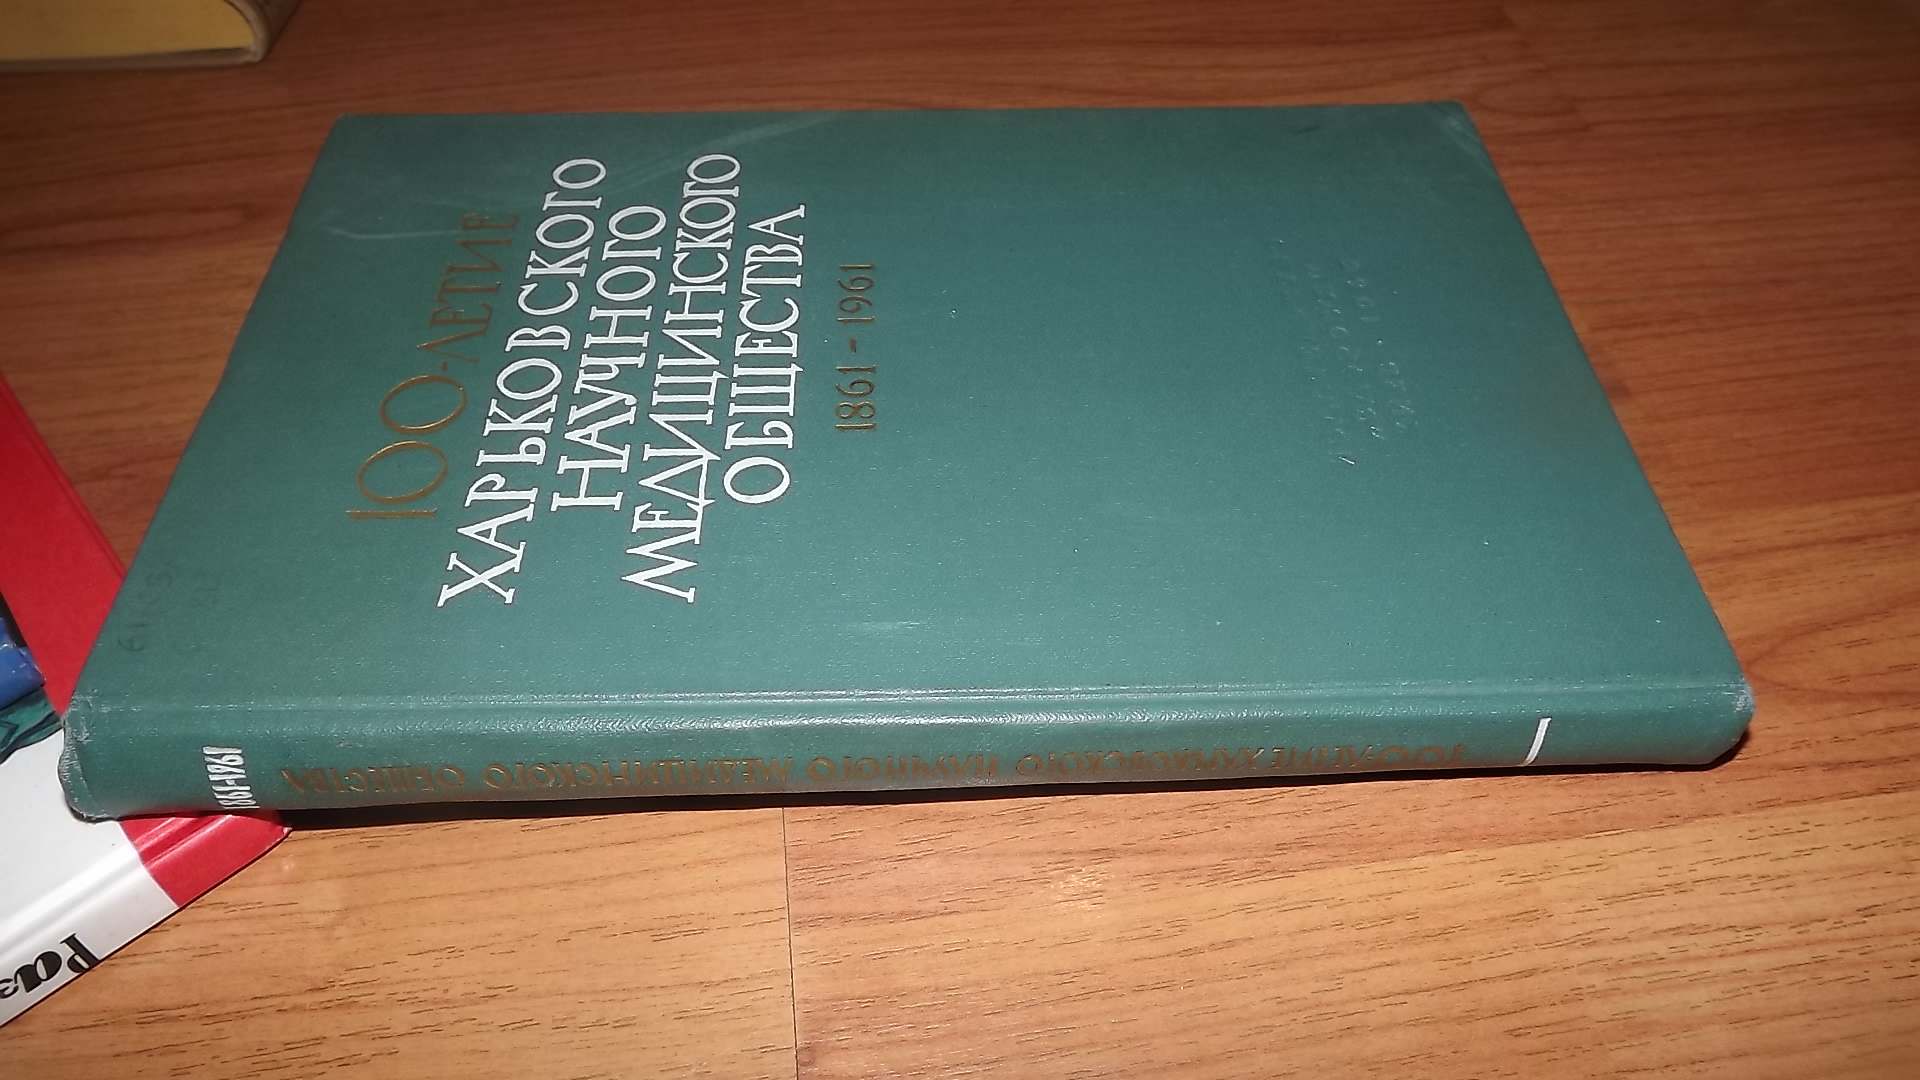 100-ЛЕТИЕ
ХАРЬКОВСКОГО
НАУЧНОГО
МЕДИЦИНСКОГО
ОБЩЕСТВА
1861-1961
100-ЛЕТИЕ ХАРЬКОВСКОГО НАУЧНОГО МЕДИЦИНСКОГО ОБЩЕСТВА
1861-1961